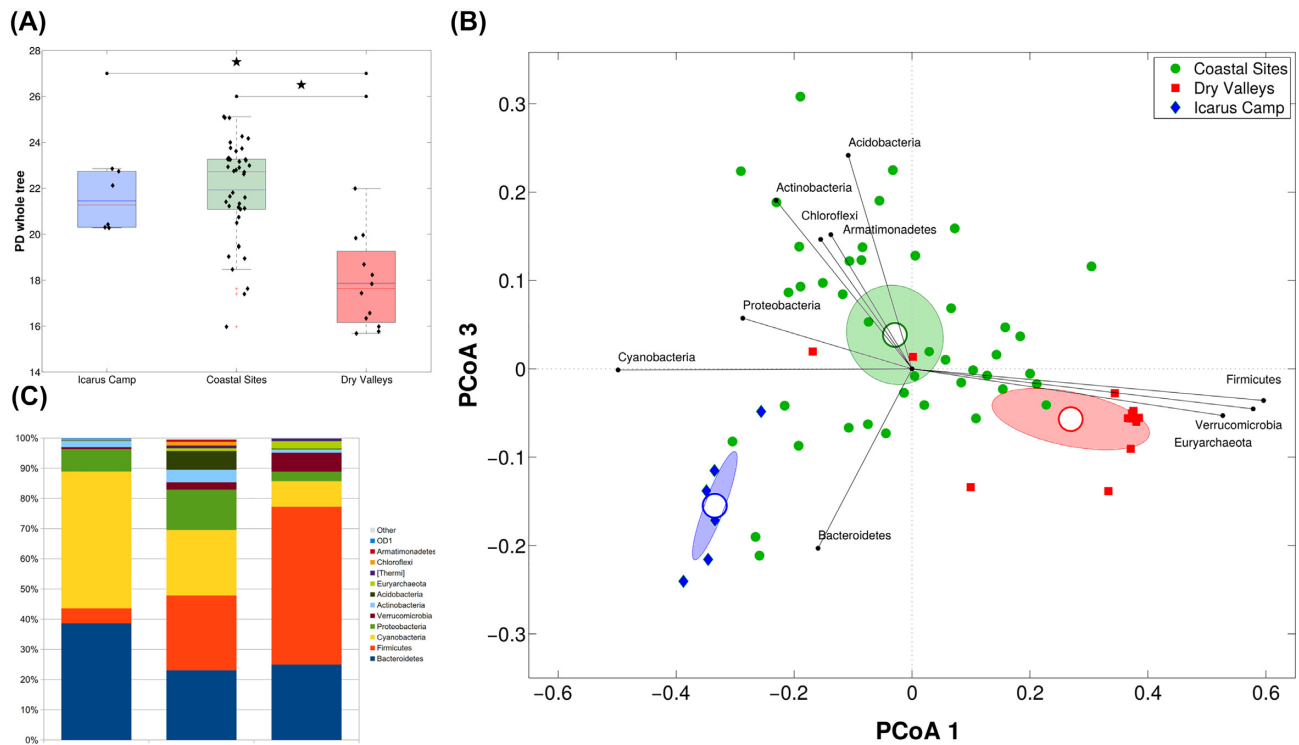 (A)
28
26
24
22
20
18
16
14
PD whole tree
Icarus Camp
Coastal Sites
Dry Valleys
(B)
Coastal Sites
Dry Valleys
Icarus Camp
0.3
0.2
0.1
0
−0.1
−0.2
−0.3
PCoA 3
Acidobacteria
Actinobacteria
Chloroflexi
Armatimonadetes
Proteobacteria
Cyanobacteria
Firmicutes
Verrucomicrobia
Euryarchaeota
Bacteroidetes
−0.6
−0.4
−0.2
0
0.2
0.4
0.6
PCoA 1
(C)
100%
90%
80%
70%
60%
50%
40%
30%
20%
10%
0%
Other
OD1
Armatimonadetes
Chloroflexi
[Thermi]
Euryarchaeota
Acidobacteria
Actinobacteria
Verrucomicrobia
Proteobacteria
Cyanobacteria
Firmicutes
Bacteroidetes